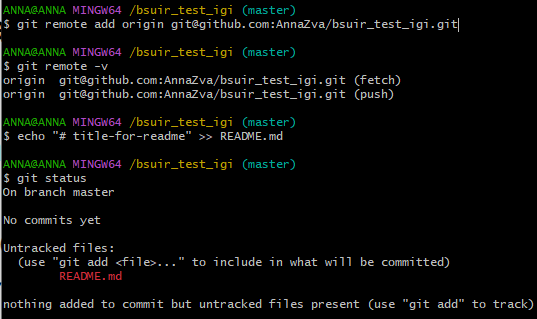 ANNA@ANNA MINGW64 /bsuir_test_igi (master)
$ git remote add origin git@github.com:AnnaZva/bsuir_test_igi.git
ANNA@ANNA MINGW64 /bsuir_test_igi (master)
$ git remote -v
origin  git@github.com:AnnaZva/bsuir_test_igi.git (fetch)
origin  git@github.com:AnnaZva/bsuir_test_igi.git (push)
ANNA@ANNA MINGW64 /bsuir_test_igi (master)
$ echo "# title-for-readme" >> README.md
ANNA@ANNA MINGW64 /bsuir_test_igi (master)
$ git status
On branch master
No commits yet
Untracked files:
  (use "git add <file>..." to include in what will be committed)
        README.md
nothing added to commit but untracked files present (use "git add" to track)